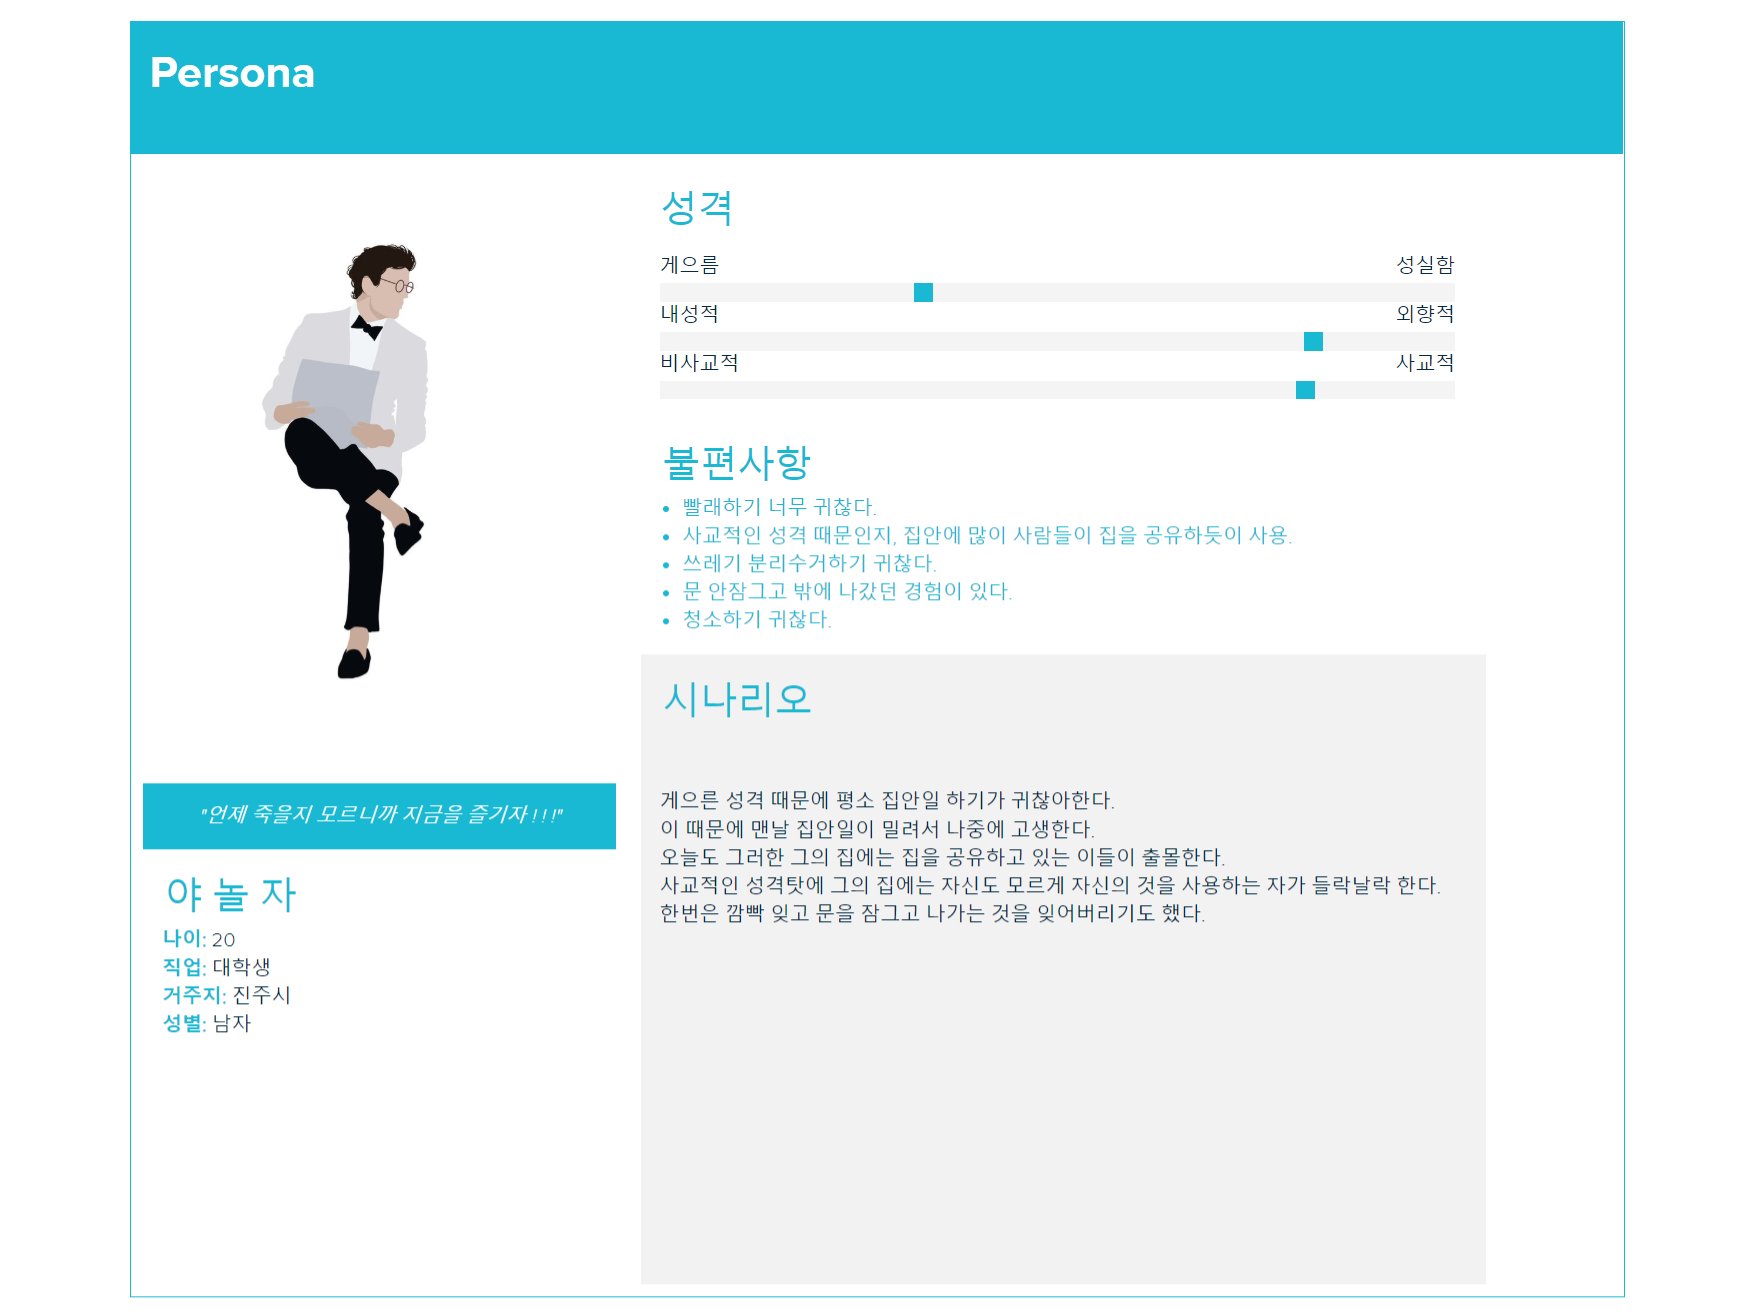 Persona
성격
게으름 성실함
내성적 외향적
비사교적 사교적
불편사항
• 빨래하기 너무 귀찮다.
• 사교적인 성격 때문인지, 집안에 많이 사람들이 집을 공유하듯이 사용.
• 쓰레기 분리수거하기 귀찮다.
• 문 안잠그고 밖에 나갔던 경험이 있다.
• 청소하기 귀찮다.
시나리오
게으른 성격 때문에 평소 집안일 하기가 귀찮아한다.
이 때문에 맨날 집안일이 밀려서 나중에 고생한다.
오늘도 그러한 그의 집에는 집을 공유하고 있는 이들이 출몰한다.
사교적인 성격탓에 그의 집에는 자신도 모르게 자신의 것을 사용하는 자가 들락날락 한다.
한번은 깜빡 잊고 문을 잠그고 나가는 것을 잊어버리기도 했다.
"언제 죽을지 모르니까 지금을 즐기자 ! ! !"
야 놀 자
나이: 20
직업: 대학생
거주지: 진주시
성별: 남자